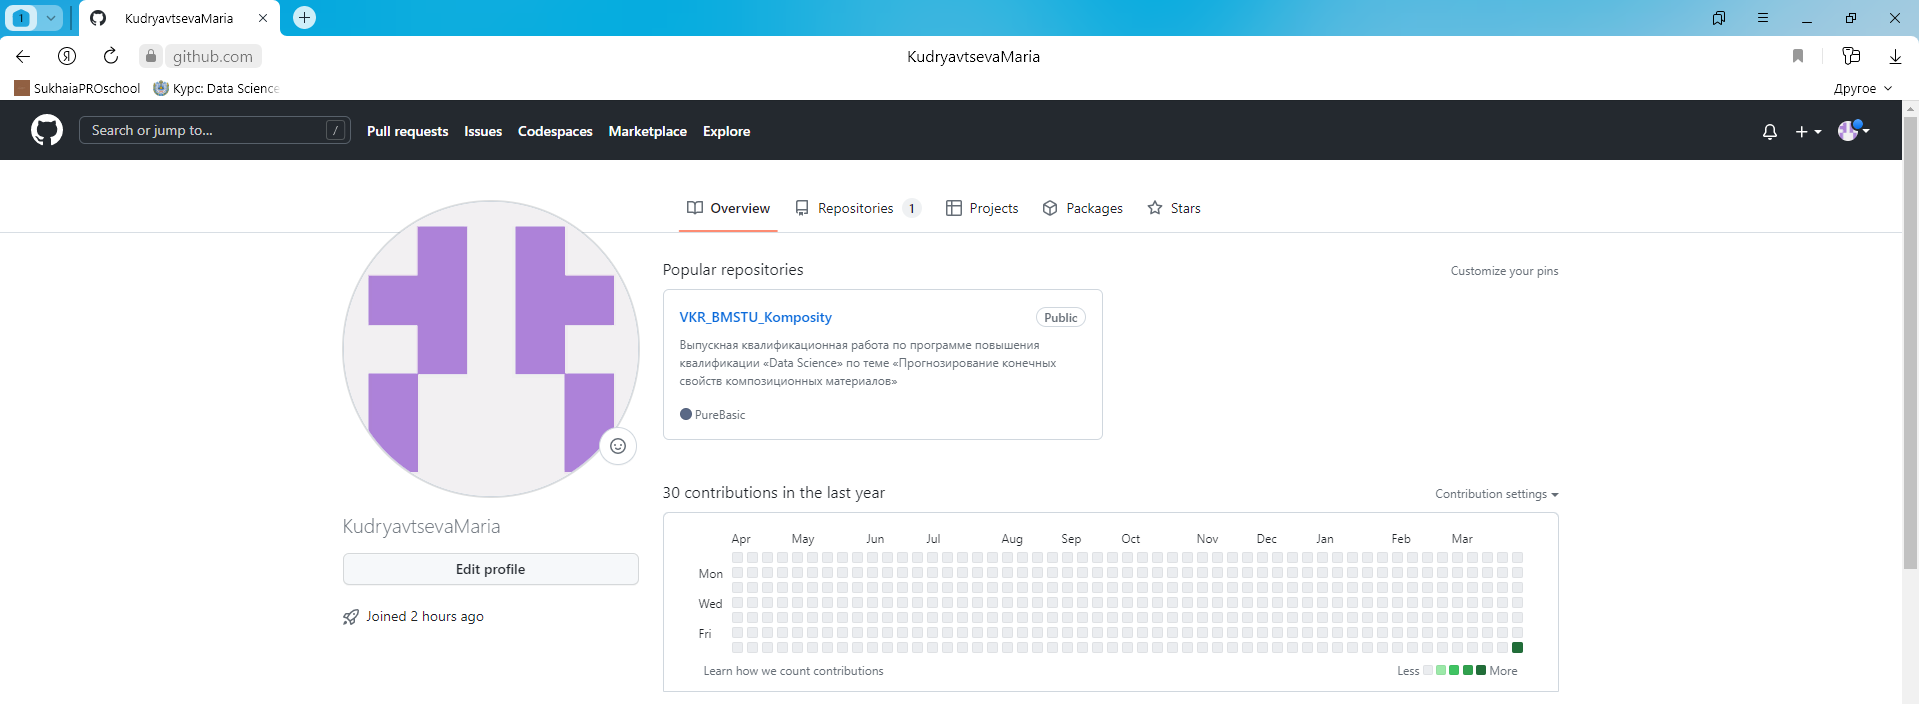 1
KudryavtsevaMaria
github.com
KudryavtsevaMaria
SukhaiaPROschool
Курс: Data Science
Другое
Search or jump to...
/
Pull requests
Issues
Codespaces
Marketplace
Explore
Overview
Repositories 1
Projects
Packages
Stars
Popular repositories
Customize your pins
VKR_BMSTU_Komposity
Public
Выпускная квалификационная работа по программе повышения
квалификации «Data Science» по теме «Прогнозирование конечных
свойств композиционных материалов»
PureBasic
KudryavtsevaMaria
Edit profile
Joined 2 hours ago
30 contributions in the last year
Contribution settings
Apr May Jun Jul Aug Sep Oct Nov Dec Jan Feb Mar
Mon
Wed
Fri
Learn how we count contributions
Less
More